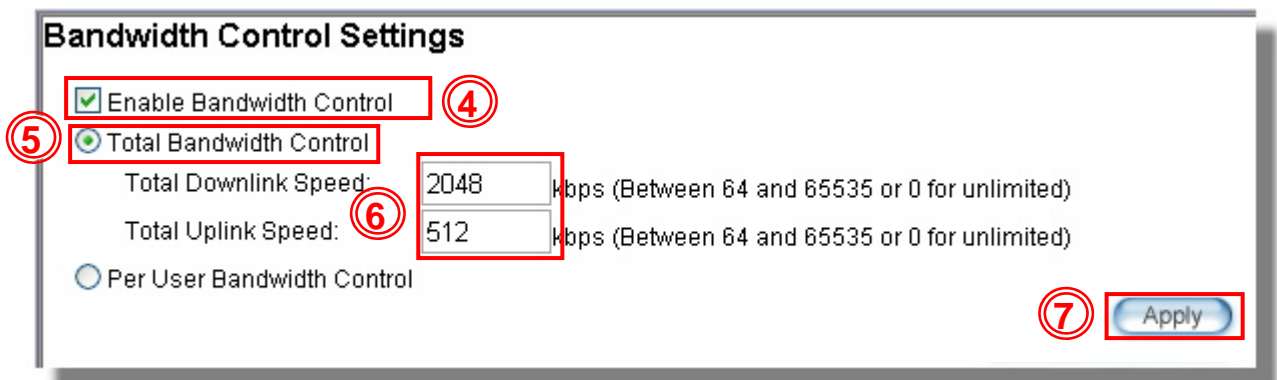 Bandwidth Control Settings
Enable Bandwidth Control ④
⑤ Total Bandwidth Control
Total Downlink Speed: 2048 kbps (Between 64 and 65535 or 0 for unlimited)
⑥
Total Uplink Speed: 512 kbps (Between 64 and 65535 or 0 for unlimited)
Per User Bandwidth Control
⑦ Apply